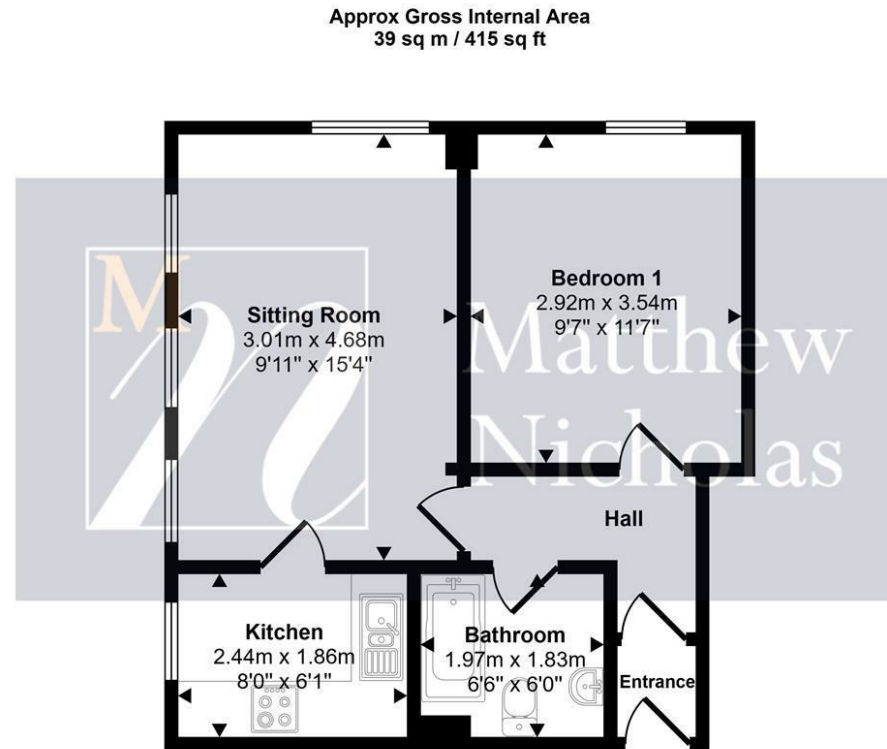 Approx Gross Internal Area
39 sq m / 415 sq ft
Sitting Room
3.01m x 4.68m
9'11" x 15'4"
Bedroom 1
2.92m x 3.54m
9'7" x 11'7"
M
n
Matthew
Nicholas
Hall
Kitchen
2.44m x 1.86m
8'0" x 6'1"
Bathroom
1.97m x 1.83m
6'6" x 6'0"
Entrance